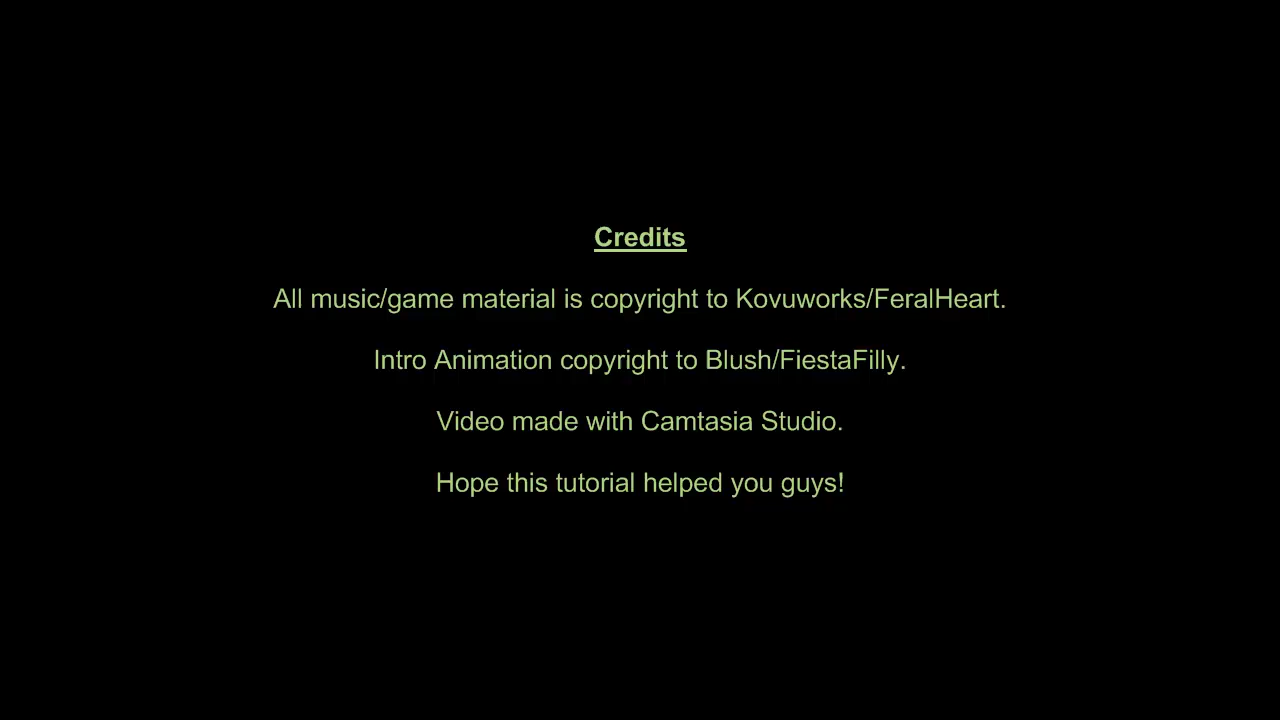 Credits
All music/game material is copyright to Kovuworks/FeralHeart.
Intro Animation copyright to Blush/FiestaFilly.
Video made with Camtasia Studio.
Hope this tutorial helped you guys!